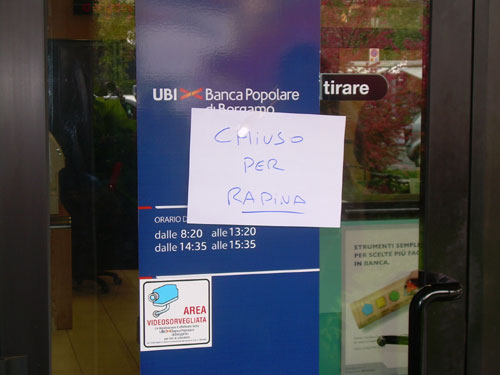 UBI Banca Popolare
di Bergamo
tirare
CHIUSO
PER
RAPINA
ORARIO D
dalle 8:20 alle 13:20
dalle 14:35 alle 15:35
STRUMENTI SEMPL
PER SCELTE PIÙ FAC
IN BANCA.
AREA
VIDEOSORVEGLIATA